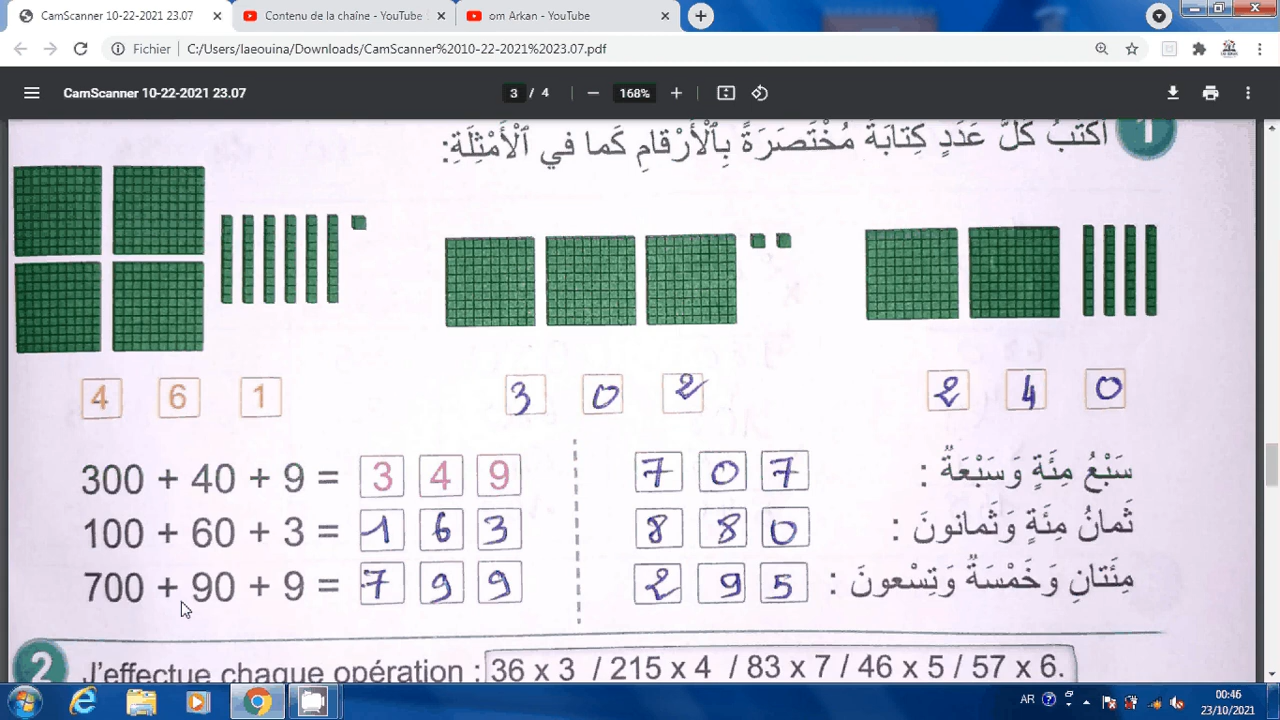 CamScanner 10-22-2021 23.07
Contenu de la chaîne - YouTube S
om Arkan - YouTube
Fichier C:/Users/laeouina/Downloads/CamScanner%2010-22-2021%2023.07.pdf
CamScanner 10-22-2021 23.07 3 / 4 168%
1 أَكْتُبُ كُلَّ عَدَدٍ كِتابَةً مُخْتَصَرَةً بِٱلْأَرْقامِ كَما في ٱلْأَمْثِلَةِ:
4 6 1 3 0 2 2 4 0
300 + 40 + 9 = 3 4 9
100 + 60 + 3 = 1 6 3
700 + 90 + 9 = 7 9 9
سَبْعُ مِئَةٍ وَسَبْعَةٌ : 7 0 7
ثَمانُ مِئَةٍ وَثَمانونَ : 8 8 0
مِئَتانِ وَخَمْسَةٌ وَتِسْعونَ : 2 9 5
2 J'effectue chaque opération : 36 x 3 / 215 x 4 / 83 x 7 / 46 x 5 / 57 x 6.
AR 00:46
23/10/2021